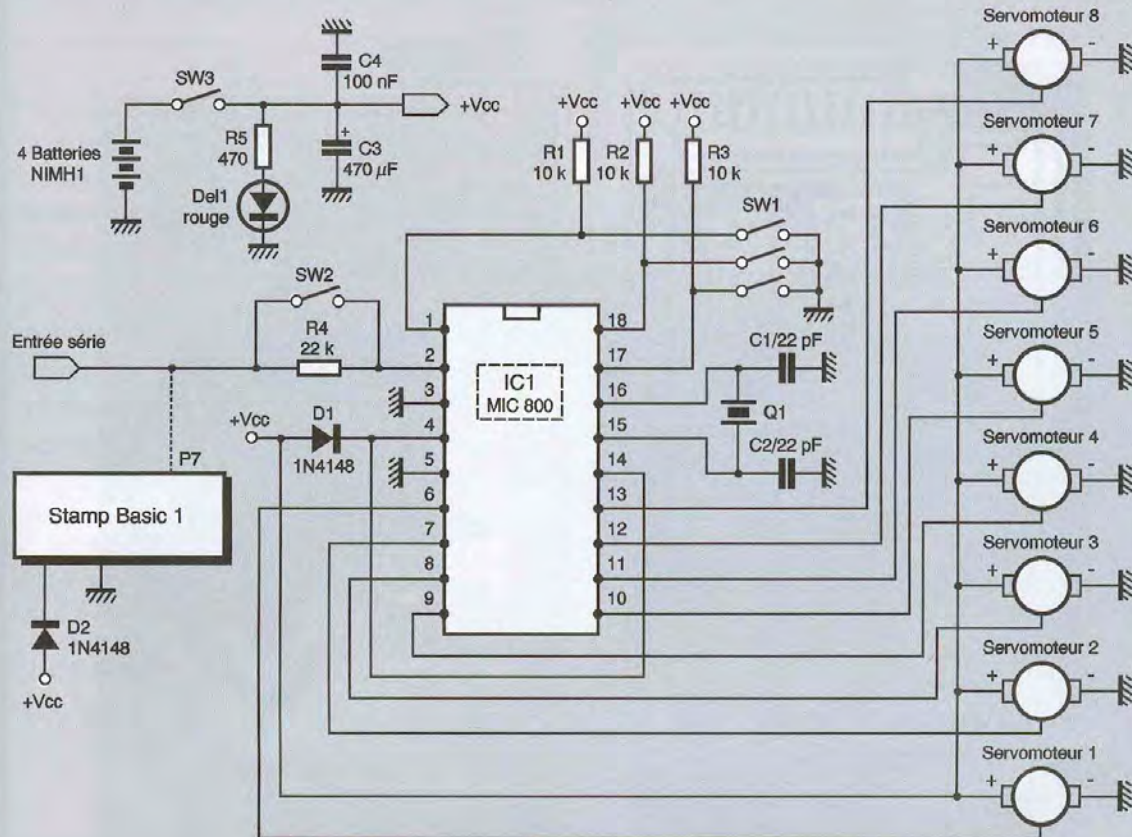 Servomoteur 8
+ -
SW3
C4
100 nF
+Vcc
4 Batteries
NIMH1
R5
470
+
C3
470 µF
Del1
rouge
+Vcc +Vcc +Vcc
R1
10 k
R2
10 k
R3
10 k
SW1
Servomoteur 7
+ -
Servomoteur 6
+ -
SW2
R4
22 k
Entrée série
1
2
3
4
5
6
7
8
9
IC1
MIC 800
18
17
16
15
14
13
12
11
10
C1/22 pF
Q1
C2/22 pF
Servomoteur 5
+ -
+Vcc
D1
1N4148
P7
Stamp Basic 1
D2
1N4148
+Vcc
Servomoteur 4
+ -
Servomoteur 3
+ -
Servomoteur 2
+ -
Servomoteur 1
+ -